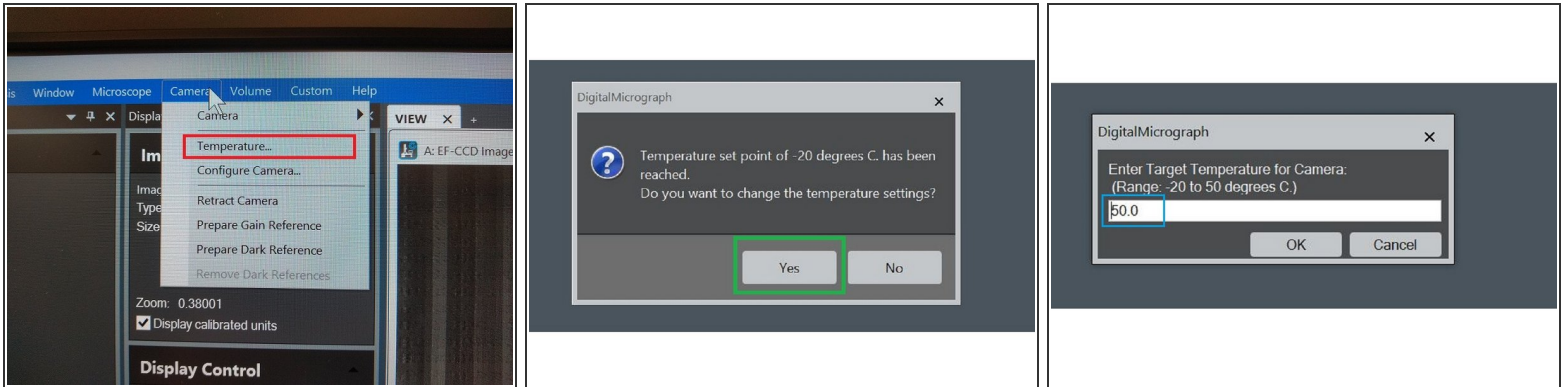 is Window Microscope Camera Volume Custom Help
Displa
Camera
VIEW
Temperature...
A: EF-CCD Image
Im
Configure Camera...
Imag
Retract Camera
Type
Size
Prepare Gain Reference
Prepare Dark Reference
Remove Dark References
Zoom: 0.38001
Display calibrated units
Display Control
DigitalMicrograph
Temperature set point of -20 degrees C. has been
reached.
Do you want to change the temperature settings?
Yes No
DigitalMicrograph
Enter Target Temperature for Camera:
(Range: -20 to 50 degrees C.)
50.0
OK Cancel